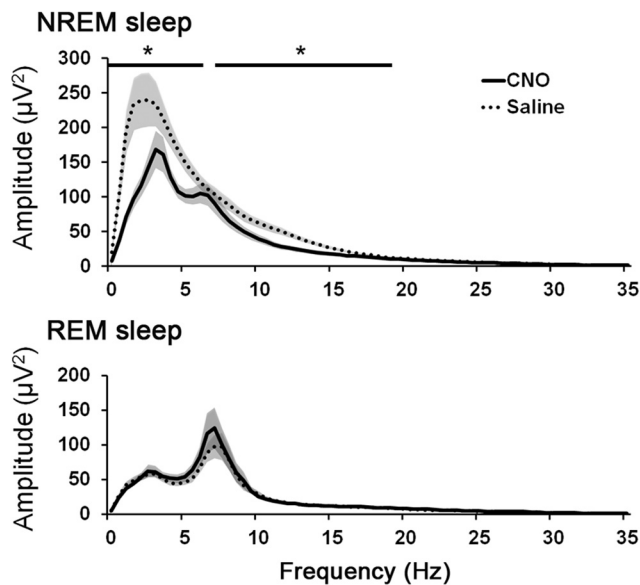 NREM sleep
* *
300
250
200
150
100
50
0
Amplitude (µV²)
CNO
Saline
0 5 10 15 20 25 30 35
REM sleep
200
150
100
50
0
Amplitude (µV²)
0 5 10 15 20 25 30 35
Frequency (Hz)